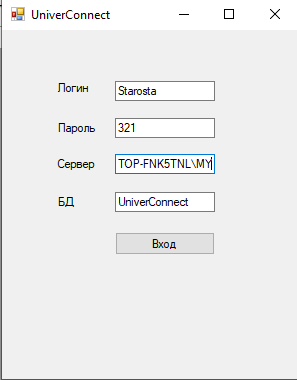 UniverConnect
Логин Starosta
Пароль 321
Сервер TOP-FNK5TNL\MY
БД UniverConnect
Вход